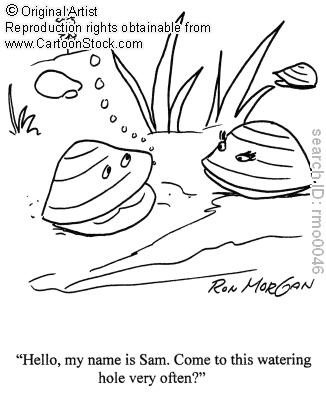 © Original Artist
Reproduction rights obtainable from
www.CartoonStock.com
search ID: rmo0046
RON MORGAN
“Hello, my name is Sam. Come to this watering
hole very often?”